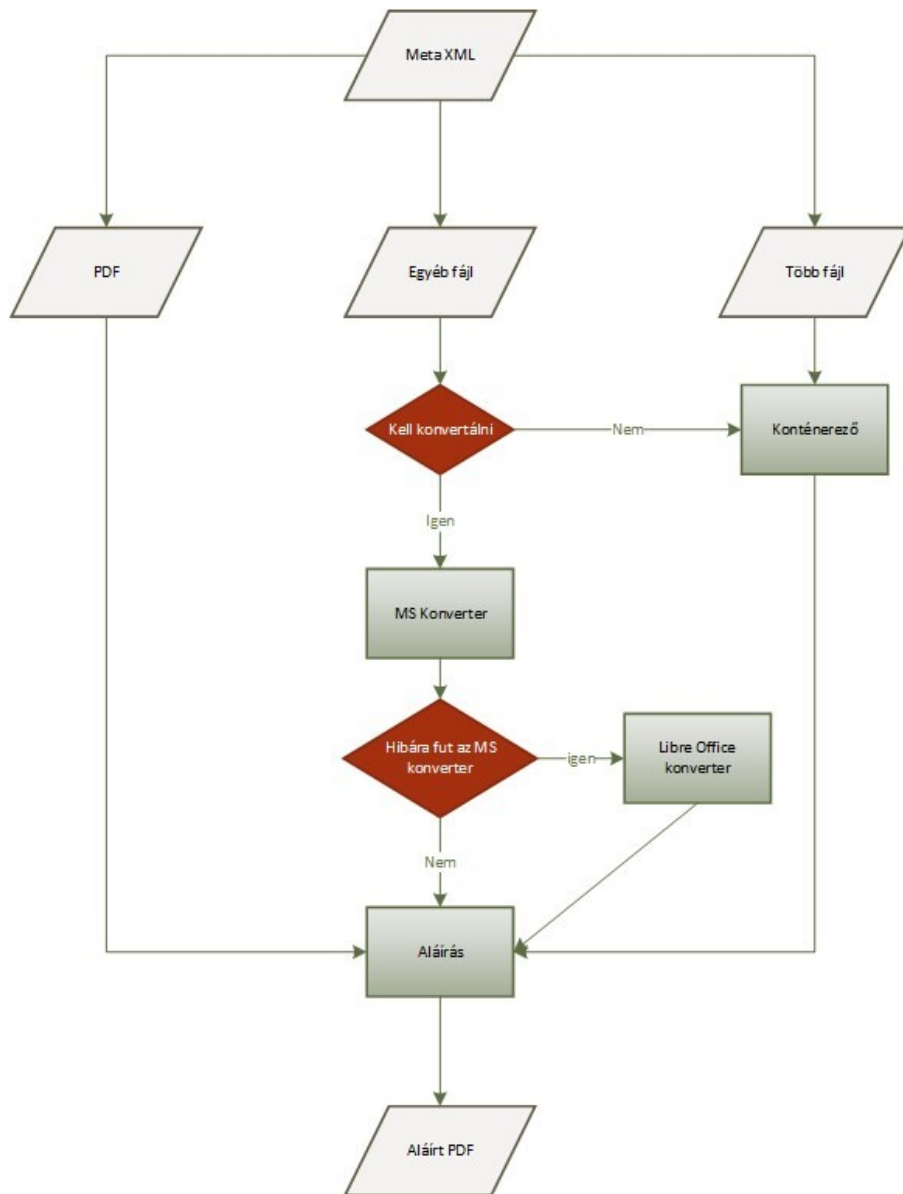 Meta XML
PDF
Egyéb fájl
Több fájl
Kell konvertálni
Nem
Konténerező
Igen
MS Konverter
Hibára fut az MS
konverter
igen
Libre Office
konverter
Nem
Aláírás
Aláírt PDF